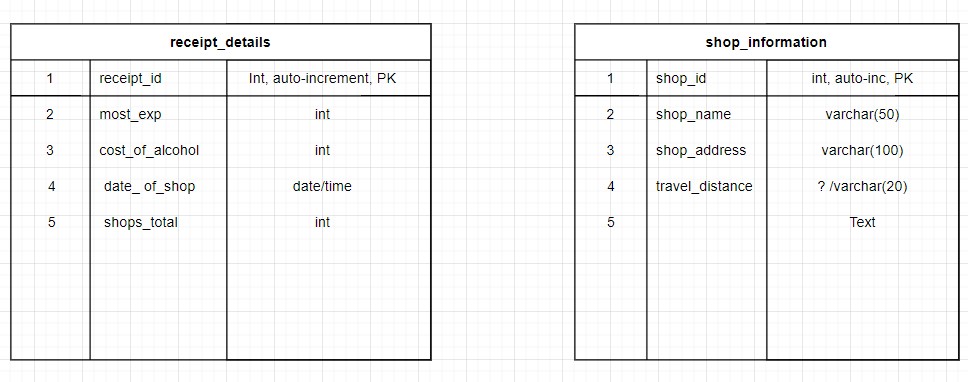 receipt_details
1 receipt_id Int, auto-increment, PK
2 most_exp int
3 cost_of_alcohol int
4 date_ of_shop date/time
5 shops_total int
shop_information
1 shop_id int, auto-inc, PK
2 shop_name varchar(50)
3 shop_address varchar(100)
4 travel_distance ? /varchar(20)
5 Text